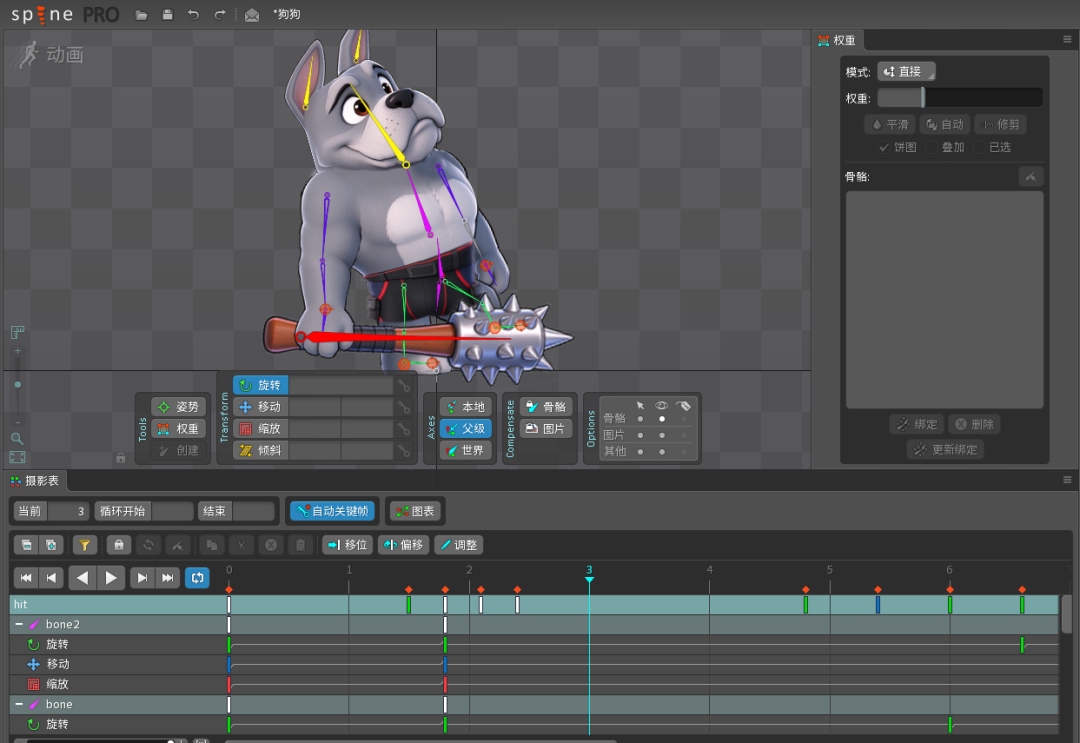 spine PRO *狗狗
动画
权重
模式: 直接
权重:
平滑 自动 修剪
饼图 叠加 已选
骨骼:
绑定 删除
更新绑定
Tools
姿势
权重
创建
Transform
旋转
移动
缩放
倾斜
Axes
本地
父级
世界
Compensate
骨骼
图片
Options
骨骼
图片
其他
摄影表
当前 3 循环开始 结束 自动关键帧 图表
移位 偏移 调整
0 1 2 3 4 5 6
hit
bone2
旋转
移动
缩放
bone
旋转